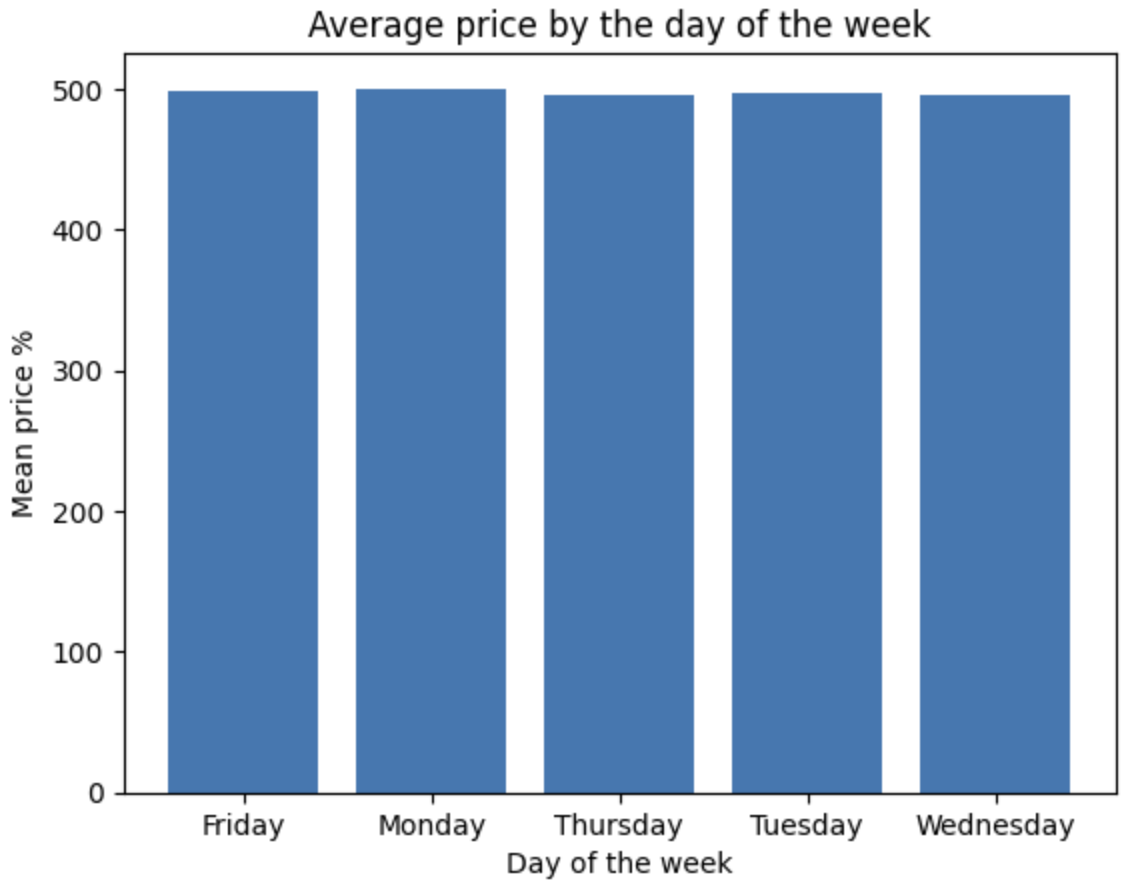 Average price by the day of the week
500
400
300
200
100
0
Mean price %
Friday Monday Thursday Tuesday Wednesday
Day of the week